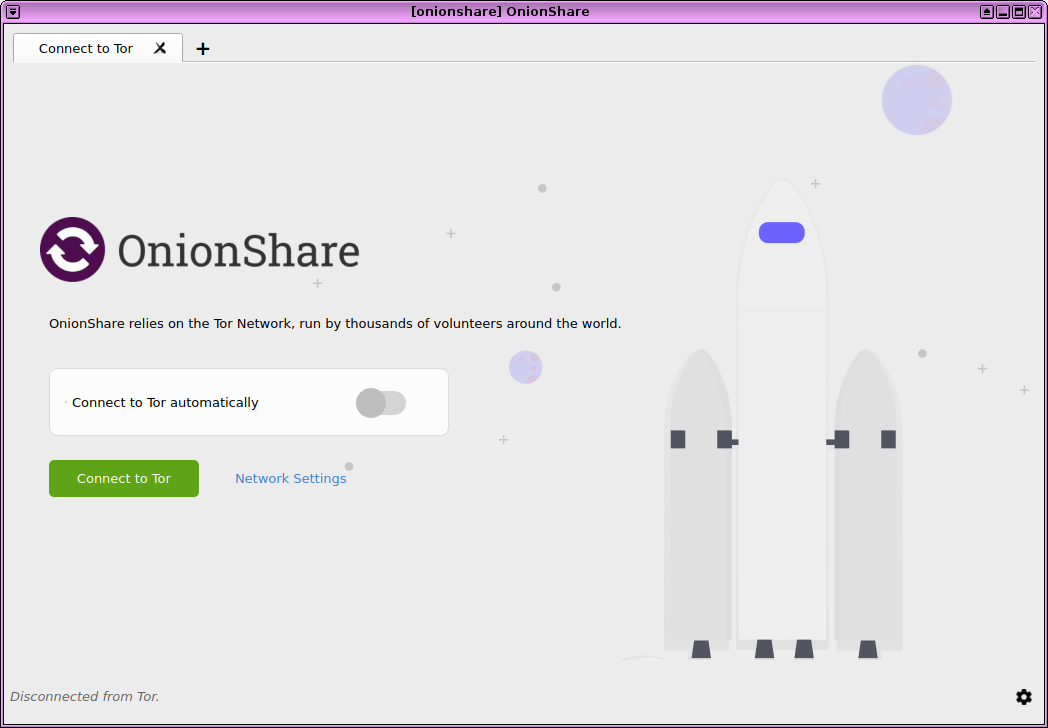 [onionshare] OnionShare
Connect to Tor
OnionShare
OnionShare relies on the Tor Network, run by thousands of volunteers around the world.
Connect to Tor automatically
Connect to Tor
Network Settings
Disconnected from Tor.